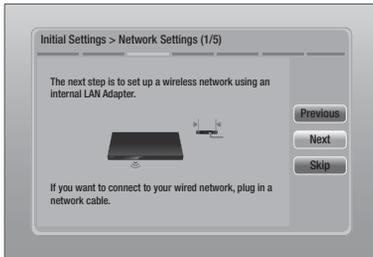 Initial Settings > Network Settings (1/5)
The next step is to set up a wireless network using an
internal LAN Adapter.
Previous
Next
Skip
If you want to connect to your wired network, plug in a
network cable.